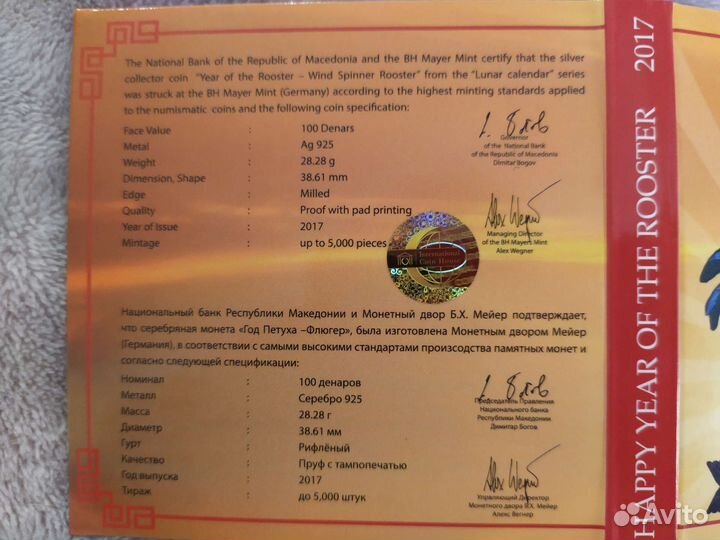 The National Bank of the Republic of Macedonia and the BH Mayer Mint certify that the silver
collector coin "Year of the Rooster – Wind Spinner Rooster" from the "Lunar calendar" series
was struck at the BH Mayer Mint (Germany) according to the highest minting standards applied
to the numismatic coins and the following coin specification:
Face Value : 100 Denars
Metal : Ag 925
Weight : 28.28 g
Dimension, Shape : 38.61 mm
Edge : Milled
Quality : Proof with pad printing
Year of Issue : 2017
Mintage : up to 5,000 pieces
Governor
of the National Bank
of the Republic of Macedonia
Dimitar Bogov
Managing Director
of the BH Mayers Mint
Alex Wegner
International
Coin House
Национальный банк Республики Македонии и Монетный двор Б.Х. Мейер подтверждает,
что серебряная монета «Год Петуха –Флюгер», была изготовлена Монетным двором Мейер
(Германия), в соответствии с самыми высокими стандартами произсодства памятных монет и
согласно следующей спецификации:
Номинал : 100 денаров
Металл : Серебро 925
Масса : 28.28 г
Диаметр : 38.61 мм
Гурт : Рифлёный
Качество : Пруф с тампопечатью
Год выпуска : 2017
Тираж : до 5,000 штук
Председатель Правления
Национального банка
Республики Македонии
Димитар Богов
Управляющий Директор
Монетного двора Б.Х. Мейер
Алекс Вегнер
HAPPY YEAR OF THE ROOSTER 2017
Avito